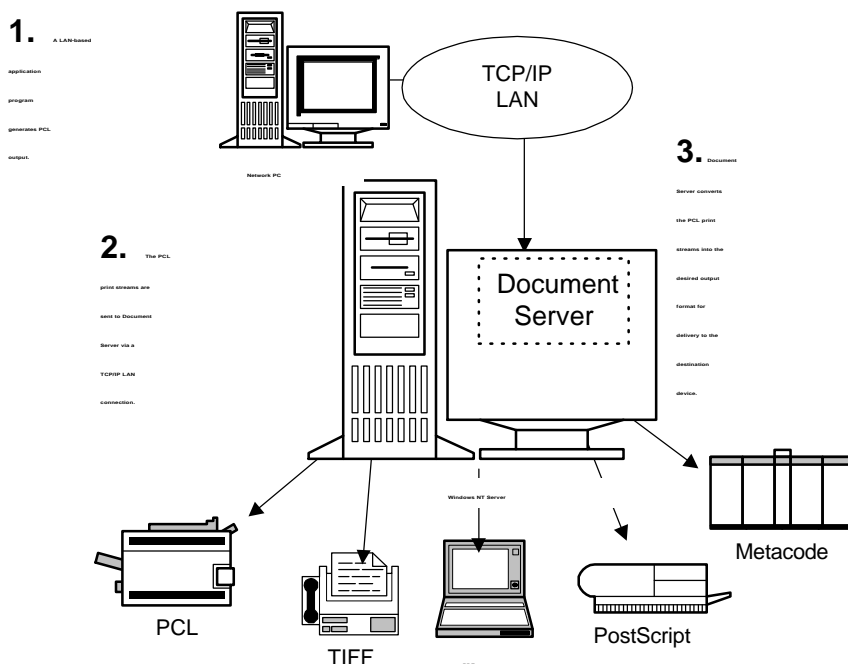 1. A LAN-based
application
program
generates PCL
output.
Network PC
TCP/IP
LAN
2. The PCL
print streams are
sent to Document
Server via a
TCP/IP LAN
connection.
3. Document
Server converts
the PCL print
streams into the
desired output
format for
delivery to the
destination
device.
Document
Server
Windows NT Server
PCL
TIFF
PostScript
Metacode